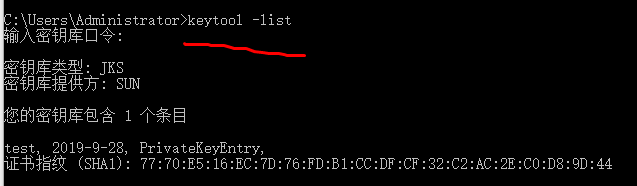 C:\Users\Administrator>keytool -list
输入密钥库口令:
密钥库类型: JKS
密钥库提供方: SUN
您的密钥库包含 1 个条目
test, 2019-9-28, PrivateKeyEntry,
证书指纹 (SHA1): 77:70:E5:16:EC:7D:76:FD:B1:CC:DF:CF:32:C2:AC:2E:C0:D8:9D:44